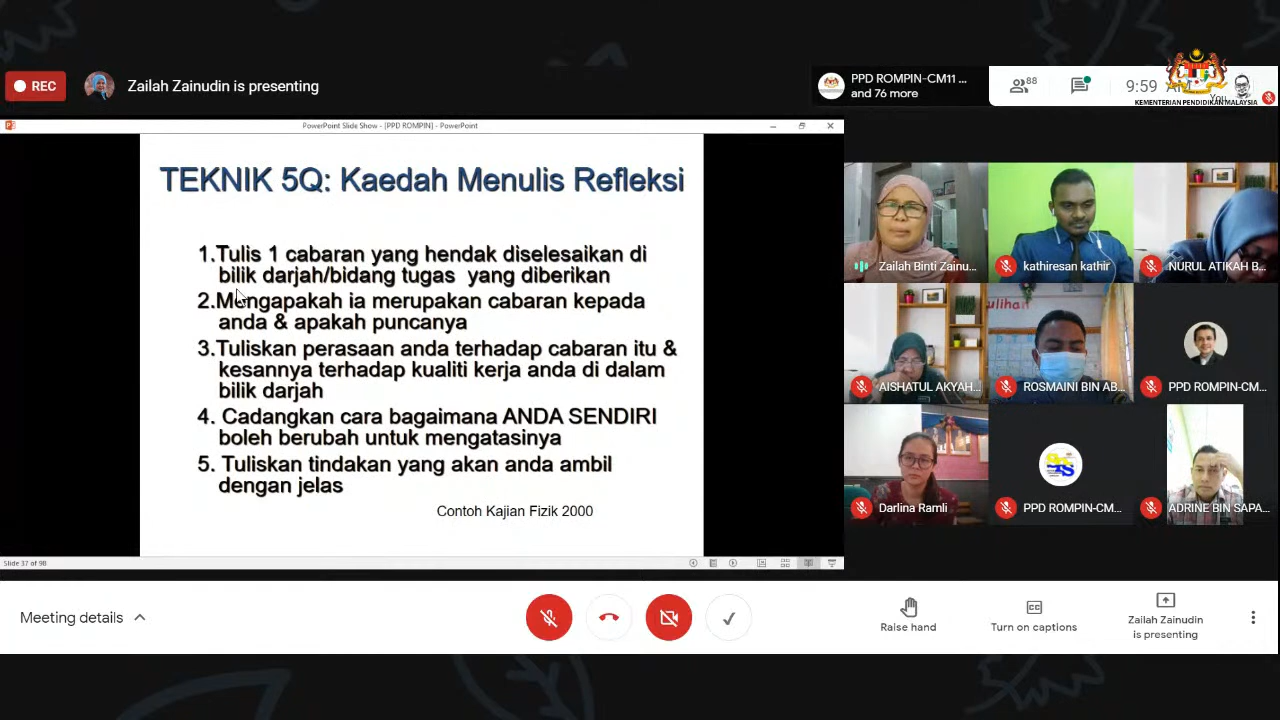 REC
Zailah Zainudin is presenting
PPD ROMPIN-CM11 ...
and 76 more
88
9:59
You
KEMENTERIAN PENDIDIKAN MALAYSIA
PowerPoint Slide Show - [PPD ROMPIN] - PowerPoint
TEKNIK 5Q: Kaedah Menulis Refleksi
1.Tulis 1 cabaran yang hendak diselesaikan di
bilik darjah/bidang tugas yang diberikan
2.Mengapakah ia merupakan cabaran kepada
anda & apakah puncanya
3.Tuliskan perasaan anda terhadap cabaran itu &
kesannya terhadap kualiti kerja anda di dalam
bilik darjah
4. Cadangkan cara bagaimana ANDA SENDIRI
boleh berubah untuk mengatasinya
5. Tuliskan tindakan yang akan anda ambil
dengan jelas
Contoh Kajian Fizik 2000
Slide 37 of 98
Zailah Binti Zainu...
kathiresan kathir
NURUL ATIKAH B...
ulihan
AISHATUL AKYAH...
ROSMAINI BIN AB...
PPD ROMPIN-CM...
Darlina Ramli
PPD ROMPIN-CM...
ADRINE BIN SAPA...
Meeting details
Raise hand
CC
Turn on captions
Zailah Zainudin
is presenting